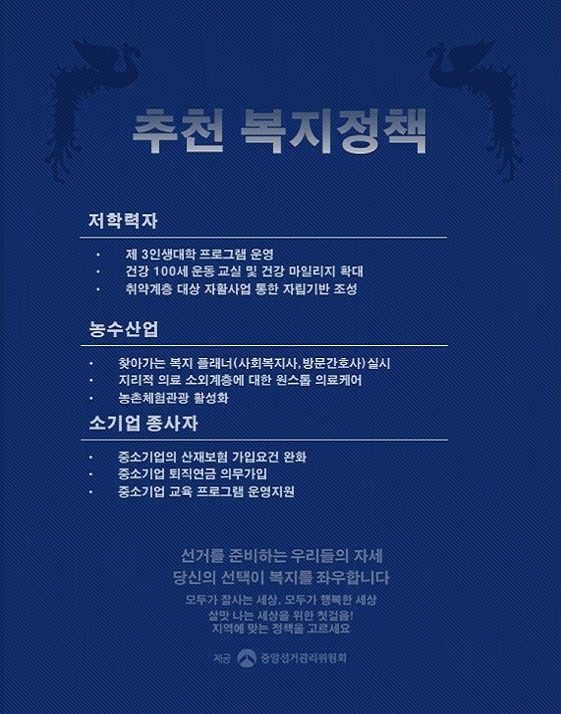 추천 복지정책
저학력자
• 제 3인생대학 프로그램 운영
• 건강 100세 운동 교실 및 건강 마일리지 확대
• 취약계층 대상 자활사업 통한 자립기반 조성
농수산업
• 찾아가는 복지 플래너(사회복지사,방문간호사)실시
• 지리적 의료 소외계층에 대한 원스톱 의료케어
• 농촌체험관광 활성화
소기업 종사자
• 중소기업의 산재보험 가입요건 완화
• 중소기업 퇴직연금 의무가입
• 중소기업 교육 프로그램 운영지원
선거를 준비하는 우리들의 자세
당신의 선택이 복지를 좌우합니다
모두가 잘사는 세상, 모두가 행복한 세상
살맛 나는 세상을 위한 첫걸음!
지역에 맞는 정책을 고르세요
제공 중앙선거관리위원회